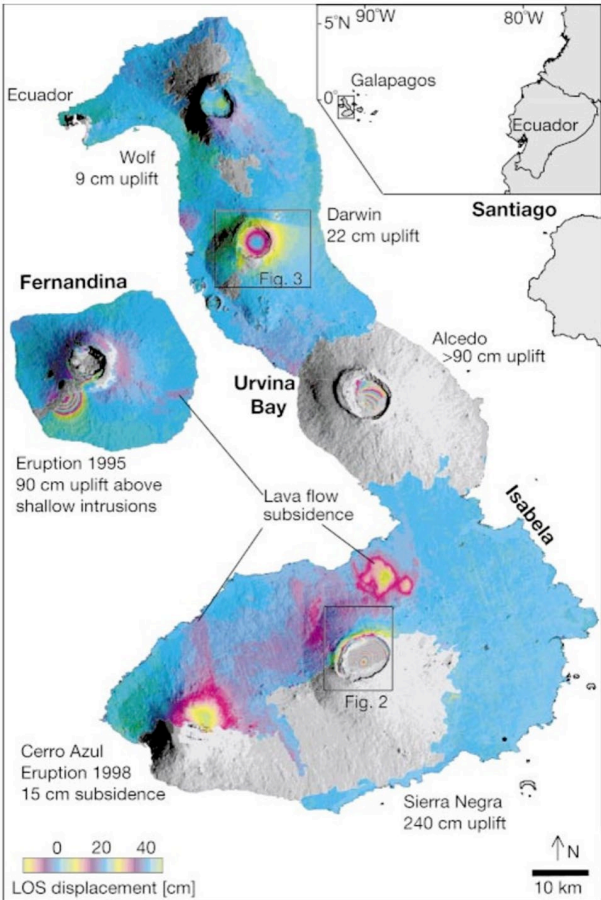 5°N
90°W
80°W
0°
Galapagos
Ecuador
Ecuador
Wolf
9 cm uplift
Santiago
Darwin
22 cm uplift
Fig. 3
Fernandina
Alcedo
>90 cm uplift
Urvina
Bay
Eruption 1995
90 cm uplift above
shallow intrusions
Lava flow
subsidence
Isabela
Fig. 2
Cerro Azul
Eruption 1998
15 cm subsidence
Sierra Negra
240 cm uplift
0 20 40
LOS displacement [cm]
N
10 km